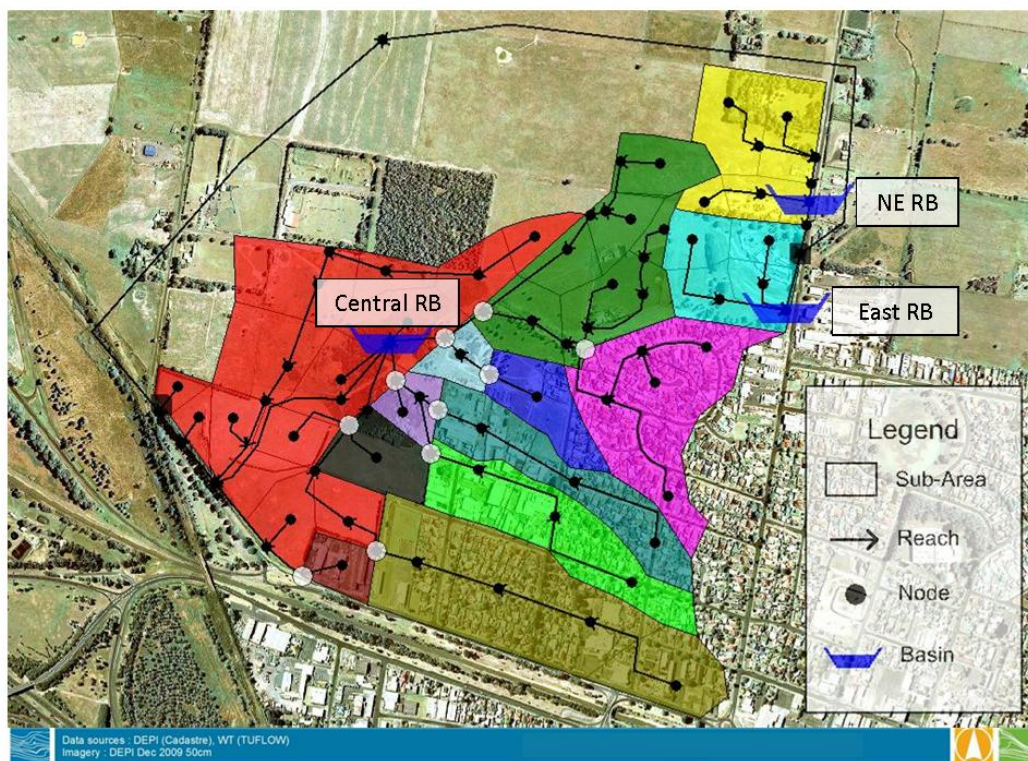 NE RB
Central RB
East RB
Legend
Sub-Area
Reach
Node
Basin
Data sources : DEPI (Cadastre), WT (TUFLOW)
Imagery : DEPI Dec 2009 50cm